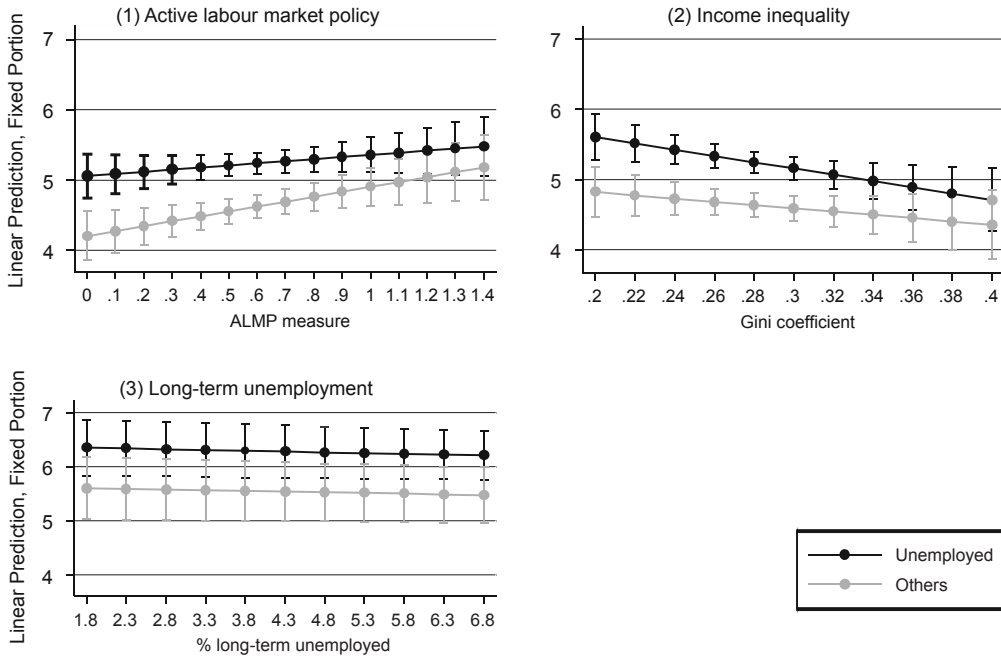 (1) Active labour market policy
Linear Prediction, Fixed Portion
7
6
5
4
0 .1 .2 .3 .4 .5 .6 .7 .8 .9 1 1.1 1.2 1.3 1.4
ALMP measure
(2) Income inequality
7
6
5
4
.2 .22 .24 .26 .28 .3 .32 .34 .36 .38 .4
Gini coefficient
(3) Long-term unemployment
Linear Prediction, Fixed Portion
7
6
5
4
1.8 2.3 2.8 3.3 3.8 4.3 4.8 5.3 5.8 6.3 6.8
% long-term unemployed
Unemployed
Others